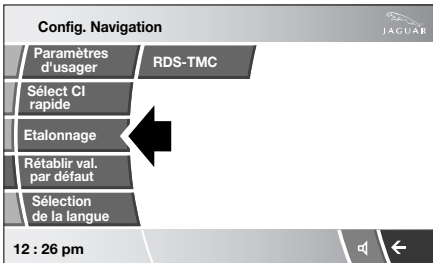 Config. Navigation
JAGUAR
Paramètres
d'usager
RDS-TMC
Sélect CI
rapide
Etalonnage
Rétablir val.
par défaut
Sélection
de la langue
12 : 26 pm